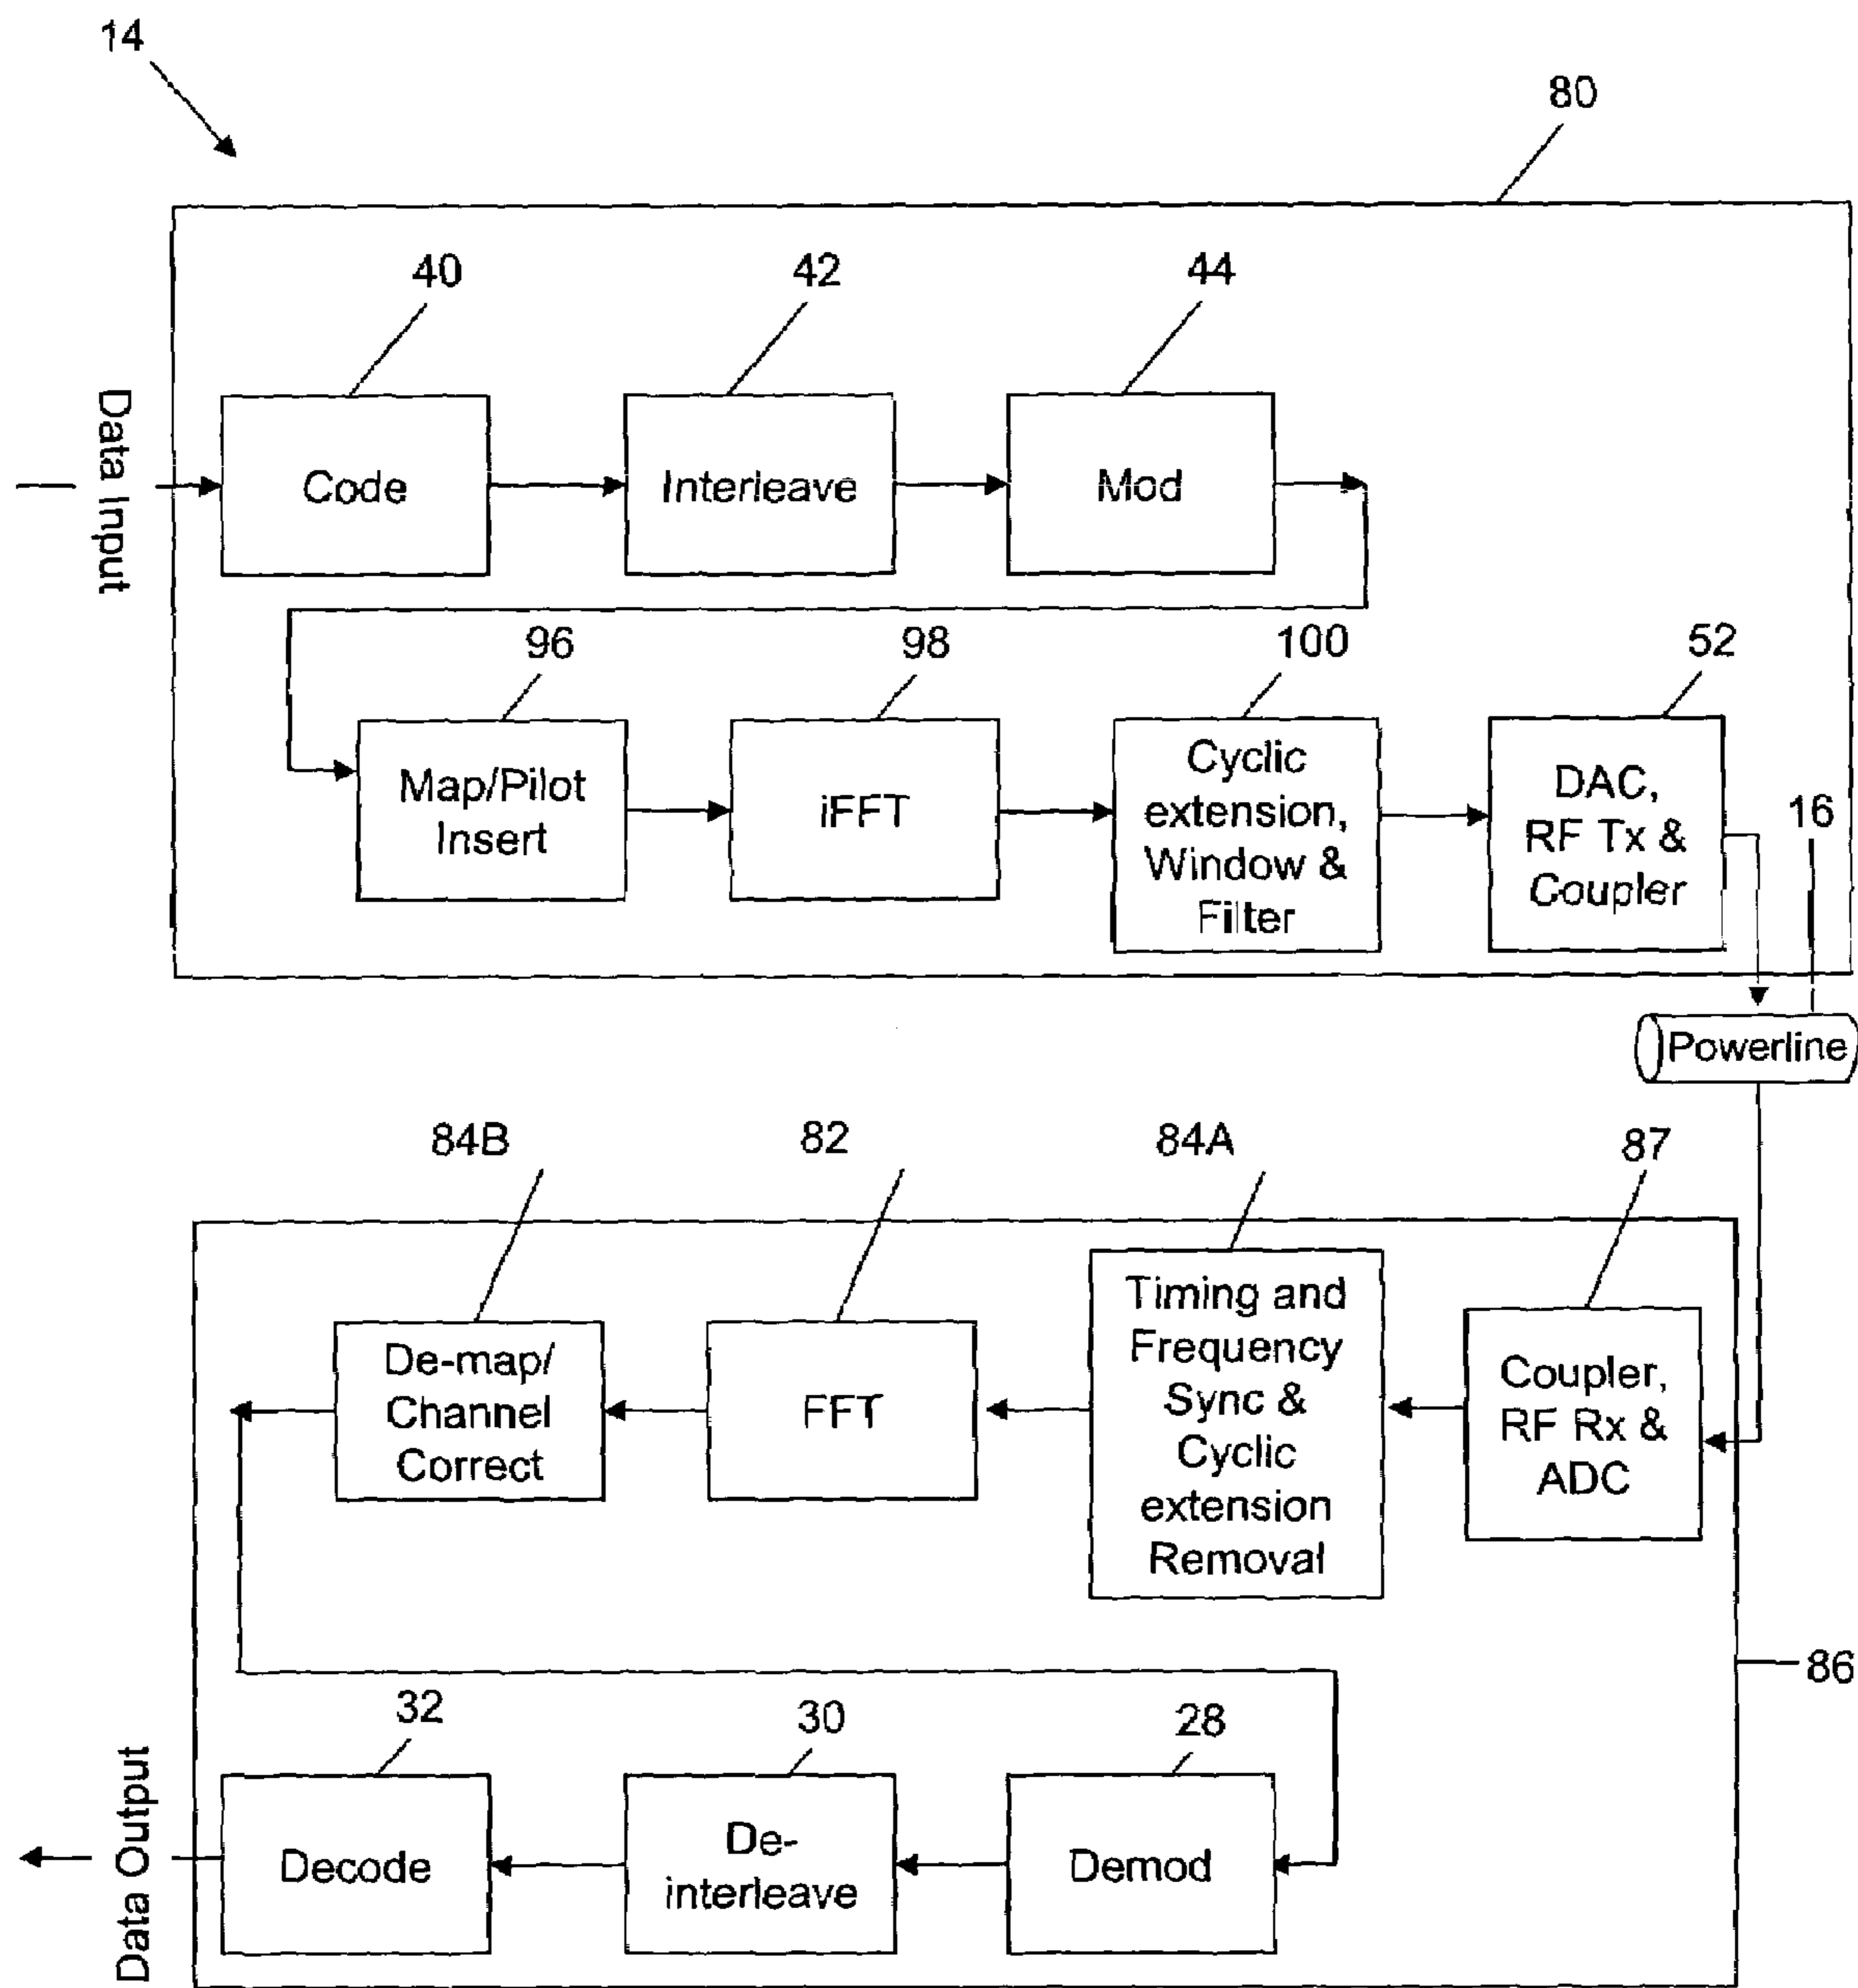 14
80
40
42
44
Data Input
Code
Interleave
Mod
96
98
100
52
Map/Pilot
Insert
iFFT
Cyclic
extension,
Window &
Filter
DAC,
RF Tx &
Coupler
16
Powerline
84B
82
84A
87
De-map/
Channel
Correct
FFT
Timing and
Frequency
Sync &
Cyclic
extension
Removal
Coupler,
RF Rx &
ADC
86
32
30
28
Data Output
Decode
De-
interleave
Demod